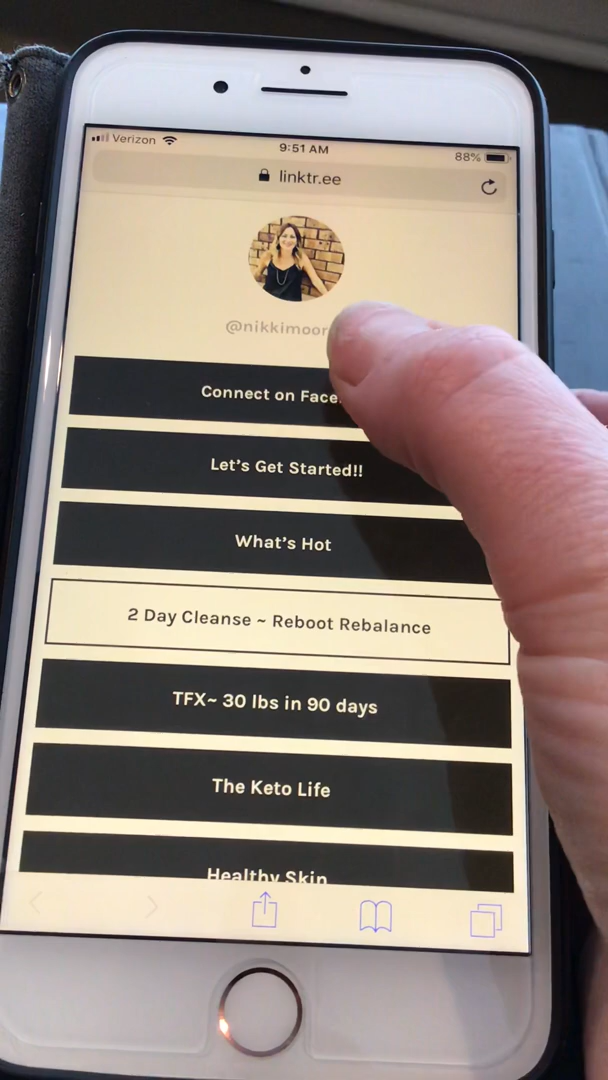 Verizon
9:51 AM
88%
linktr.ee
@nikkimoor
Connect on Face
Let's Get Started!!
What's Hot
2 Day Cleanse ~ Reboot Rebalance
TFX~ 30 lbs in 90 days
The Keto Life
Healthy Skin